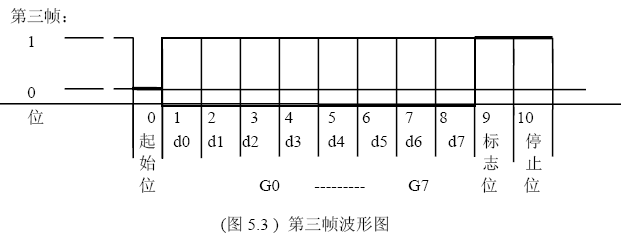 第三帧:
1
0
位 0 1 2 3 4 5 6 7 8 9 10
起始位 d0 d1 d2 d3 d4 d5 d6 d7 标志位 停止位
G0 --------- G7
(图 5.3 ) 第三帧波形图